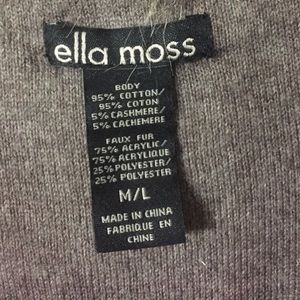 ella moss
BODY
95% COTTON/
95% COTON
5% CASHMERE/
5% CACHEMERE
FAUX FUR
75% ACRYLIC/
75% ACRYLIQUE
25% POLYESTER/
25% POLYESTER
M/L
MADE IN CHINA
FABRIQUE EN
CHINE